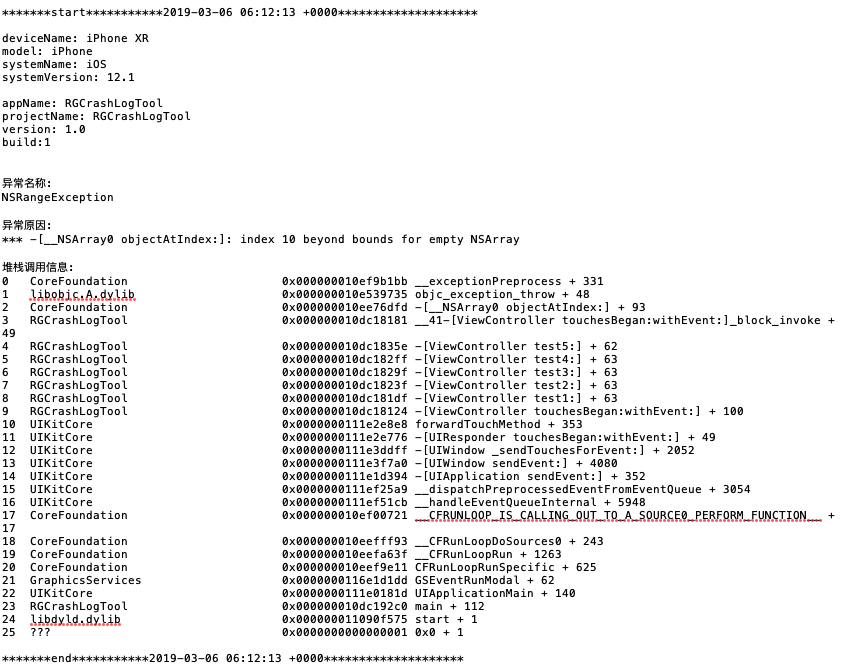 *******start***********2019-03-06 06:12:13 +0000********************
deviceName: iPhone XR
model: iPhone
systemName: iOS
systemVersion: 12.1
appName: RGCrashLogTool
projectName: RGCrashLogTool
version: 1.0
build:1
异常名称:
NSRangeException
异常原因:
*** -[__NSArray0 objectAtIndex:]: index 10 beyond bounds for empty NSArray
堆栈调用信息:
0   CoreFoundation                      0x000000010ef9b1bb __exceptionPreprocess + 331
1   libobjc.A.dylib                     0x000000010e539735 objc_exception_throw + 48
2   CoreFoundation                      0x000000010ee76dfd -[__NSArray0 objectAtIndex:] + 93
3   RGCrashLogTool                      0x000000010dc18181 __41-[ViewController touchesBegan:withEvent:]_block_invoke +
49
4   RGCrashLogTool                      0x000000010dc1835e -[ViewController test5:] + 62
5   RGCrashLogTool                      0x000000010dc182ff -[ViewController test4:] + 63
6   RGCrashLogTool                      0x000000010dc1829f -[ViewController test3:] + 63
7   RGCrashLogTool                      0x000000010dc1823f -[ViewController test2:] + 63
8   RGCrashLogTool                      0x000000010dc181df -[ViewController test1:] + 63
9   RGCrashLogTool                      0x000000010dc18124 -[ViewController touchesBegan:withEvent:] + 100
10  UIKitCore                           0x0000000111e2e8e8 forwardTouchMethod + 353
11  UIKitCore                           0x0000000111e2e776 -[UIResponder touchesBegan:withEvent:] + 49
12  UIKitCore                           0x0000000111e3ddff -[UIWindow _sendTouchesForEvent:] + 2052
13  UIKitCore                           0x0000000111e3f7a0 -[UIWindow sendEvent:] + 4080
14  UIKitCore                           0x0000000111e1d394 -[UIApplication sendEvent:] + 352
15  UIKitCore                           0x0000000111ef25a9 __dispatchPreprocessedEventFromEventQueue + 3054
16  UIKitCore                           0x0000000111ef51cb __handleEventQueueInternal + 5948
17  CoreFoundation                      0x000000010ef00721 __CFRUNLOOP_IS_CALLING_OUT_TO_A_SOURCE0_PERFORM_FUNCTION__ +
17
18  CoreFoundation                      0x000000010eefff93 __CFRunLoopDoSources0 + 243
19  CoreFoundation                      0x000000010eefa63f __CFRunLoopRun + 1263
20  CoreFoundation                      0x000000010eef9e11 CFRunLoopRunSpecific + 625
21  GraphicsServices                    0x0000000116e1d1dd GSEventRunModal + 62
22  UIKitCore                           0x0000000111e0181d UIApplicationMain + 140
23  RGCrashLogTool                      0x000000010dc192c0 main + 112
24  libdyld.dylib                       0x000000011090f575 start + 1
25  ???                                 0x0000000000000001 0x0 + 1
*******end***********2019-03-06 06:12:13 +0000********************